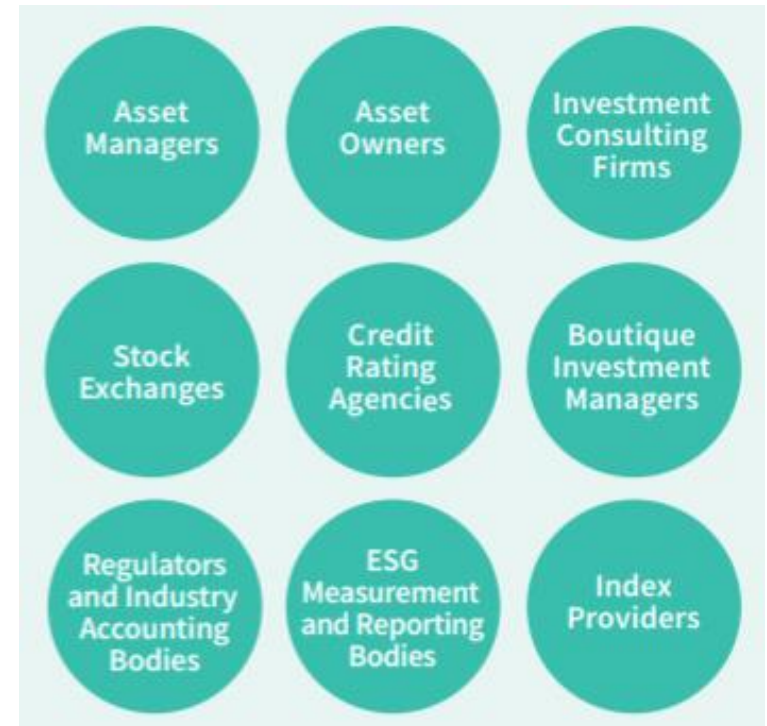 Asset
Managers
Asset
Owners
Investment
Consulting
Firms
Stock
Exchanges
Credit
Rating
Agencies
Boutique
Investment
Managers
Regulators
and Industry
Accounting
Bodies
ESG
Measurement
and Reporting
Bodies
Index
Providers